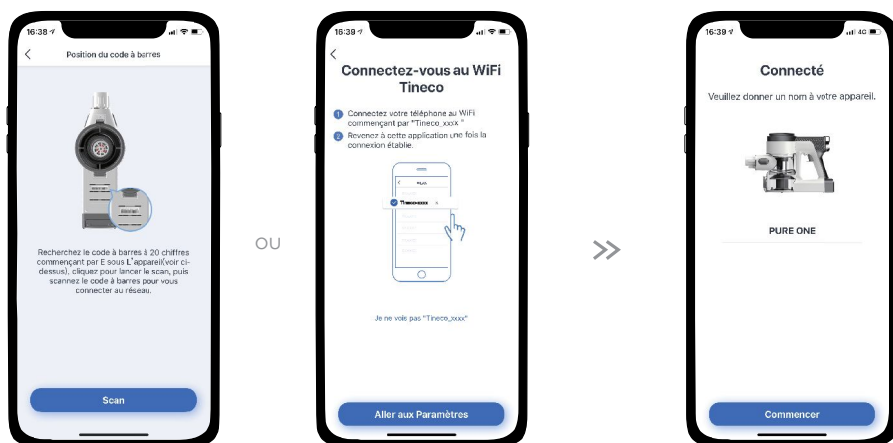 16:38
Position du code à barres
Recherchez le code à barres à 20 chiffres
commençant par E sous L'appareil(voir ci-
dessus), cliquez pour lancer le scan, puis
scannez le code à barres pour vous
connecter au réseau.
Scan
OU
16:39
Connectez-vous au WiFi
Tineco
1 Connectez votre téléphone au WiFi
commençant par "Tineco_xxxx "
2 Revenez à cette application une fois la
connexion établie.
Tineco-xxxx
Je ne vois pas "Tineco_xxxx"
Aller aux Paramètres
16:39
4G
Connecté
Veuillez donner un nom à votre appareil.
PURE ONE
Commencer